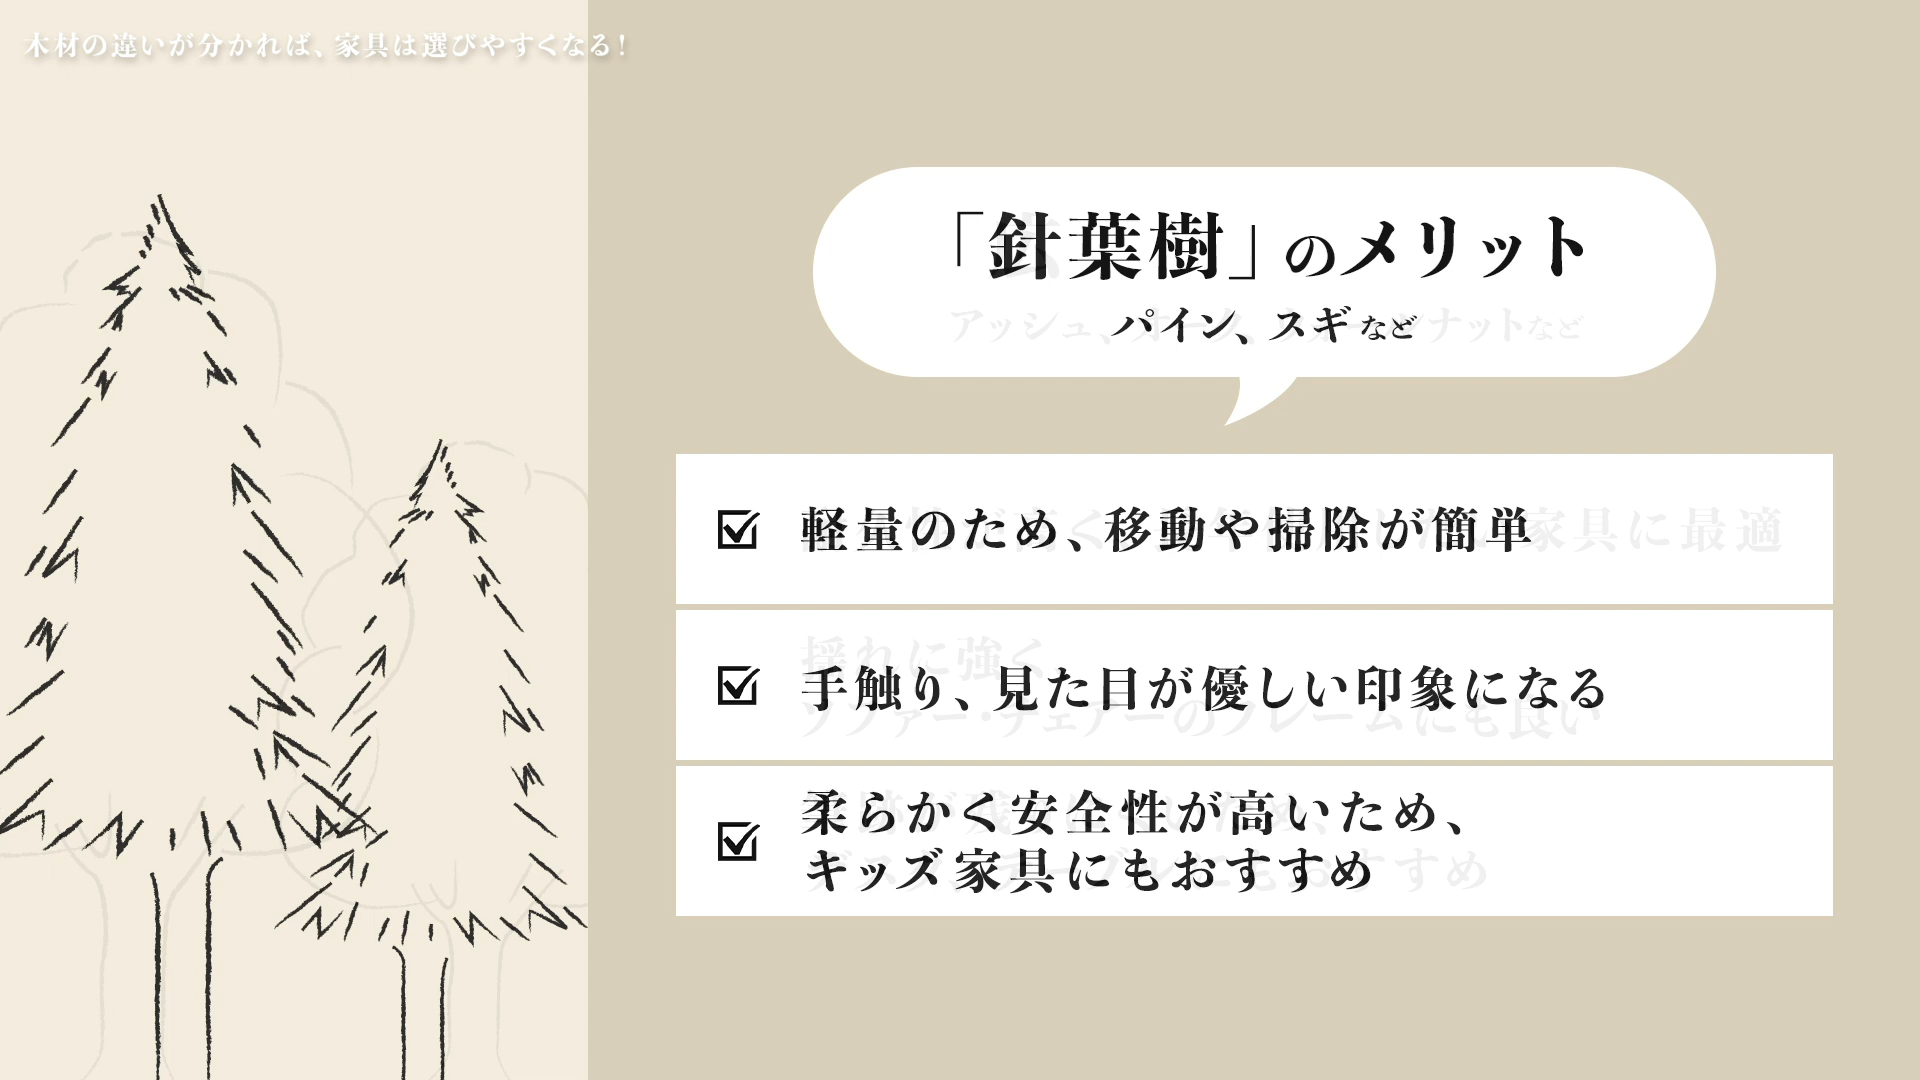 木材の違いが分かれば、家具は選びやすくなる!
「針葉樹」のメリット
パイン、スギなど
軽量のため、移動や掃除が簡単
手触り、見た目が優しい印象になる
柔らかく安全性が高いため、
キッズ家具にもおすすめ